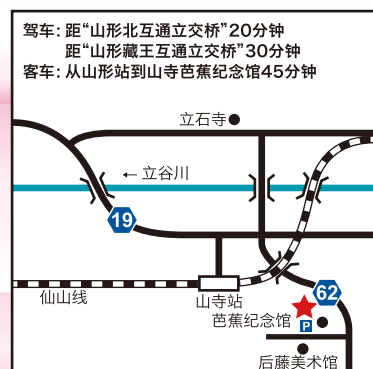 驾车: 距“山形北互通立交桥”20分钟
距“山形藏王互通立交桥”30分钟
客车: 从山形站到山寺芭蕉纪念馆45分钟
立石寺
←立谷川
19
仙山线
山寺站
62
芭蕉纪念馆
P
后藤美术馆